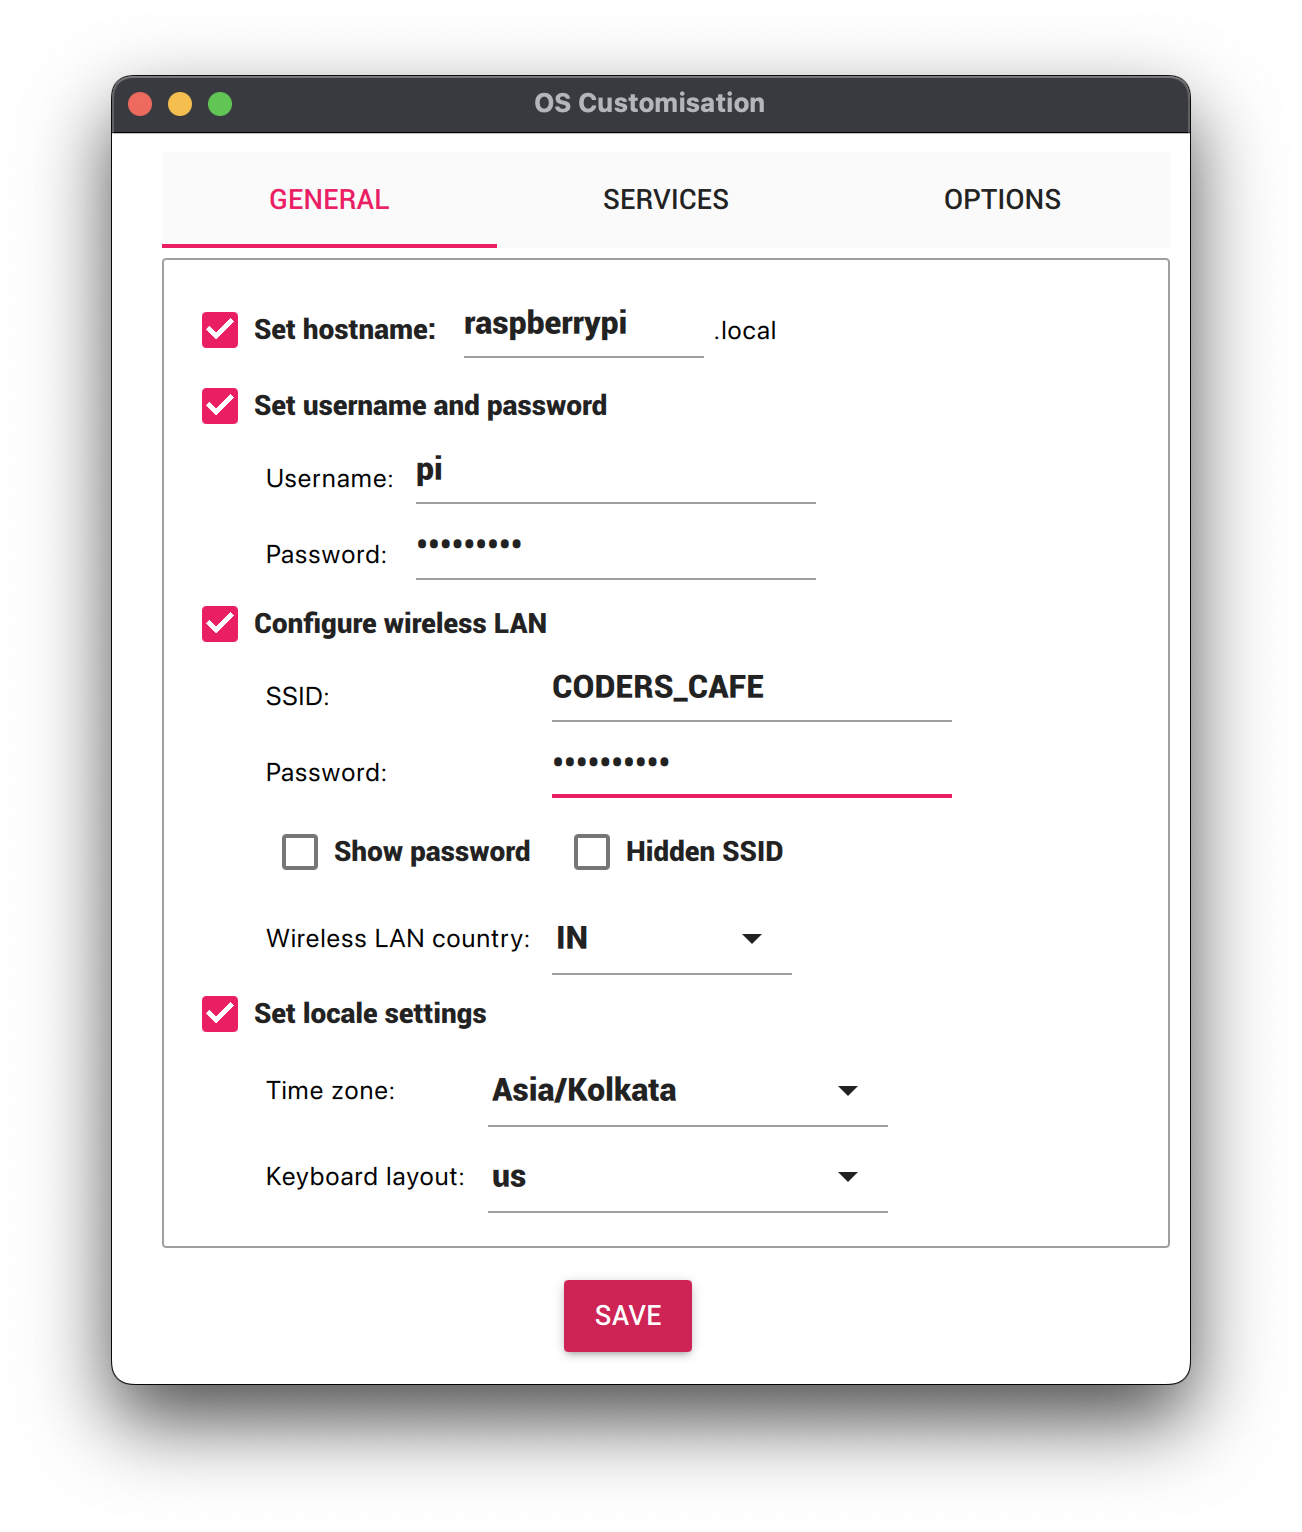 OS Customisation
GENERAL SERVICES OPTIONS
Set hostname: raspberrypi .local
Set username and password
Username: pi
Password: •••••••••
Configure wireless LAN
SSID: CODERS_CAFE
Password: ••••••••••
Show password Hidden SSID
Wireless LAN country: IN
Set locale settings
Time zone: Asia/Kolkata
Keyboard layout: us
SAVE